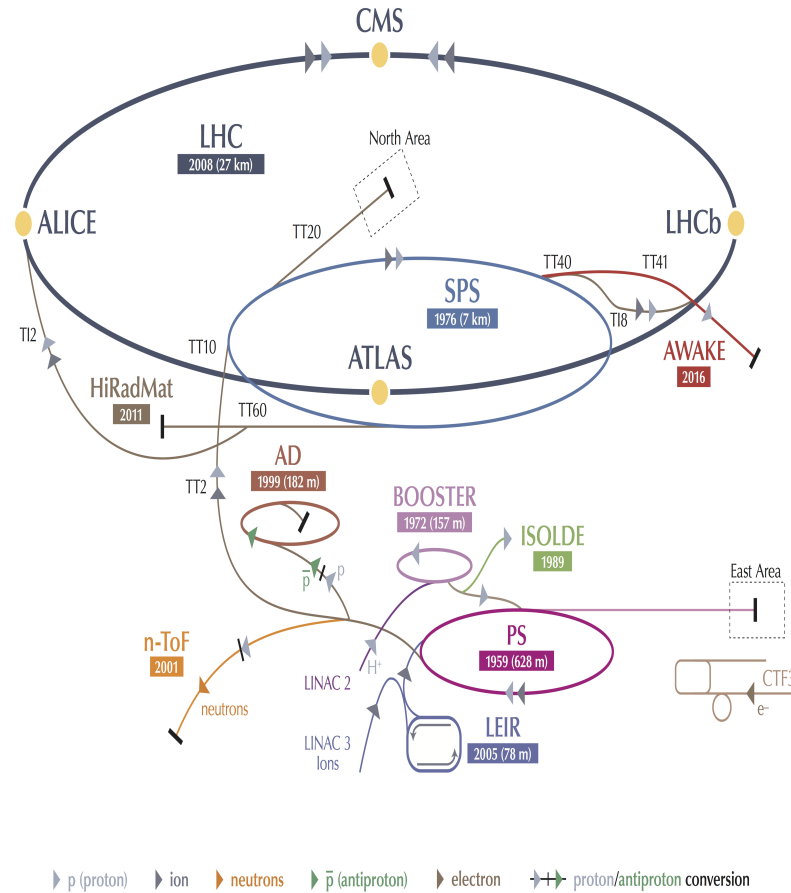 CMS
LHC
2008 (27 km)
North Area
ALICE
TT20
LHCb
TT40
TT41
SPS
1976 (7 km)
TI2
TT10
TI8
ATLAS
AWAKE
2016
HiRadMat
2011
TT60
AD
1999 (182 m)
TT2
BOOSTER
1972 (157 m)
ISOLDE
1989
p̅
p
East Area
n-ToF
2001
PS
1959 (628 m)
H⁺
LINAC 2
neutrons
CTF3
e⁻
LEIR
2005 (78 m)
LINAC 3
Ions
p (proton)
ion
neutrons
p̅ (antiproton)
electron
proton/antiproton conversion